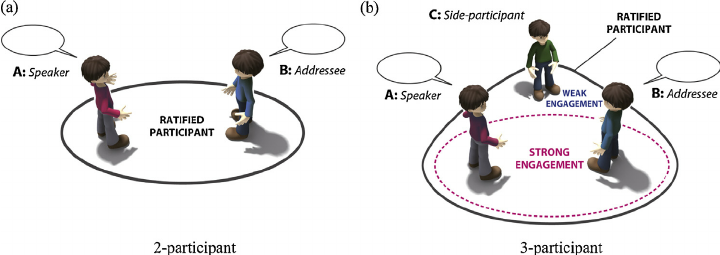 (a)
A: Speaker
B: Addressee
RATIFIED
PARTICIPANT
2-participant
(b)
C: Side-participant
RATIFIED
PARTICIPANT
A: Speaker
WEAK
ENGAGEMENT
B: Addressee
STRONG
ENGAGEMENT
3-participant